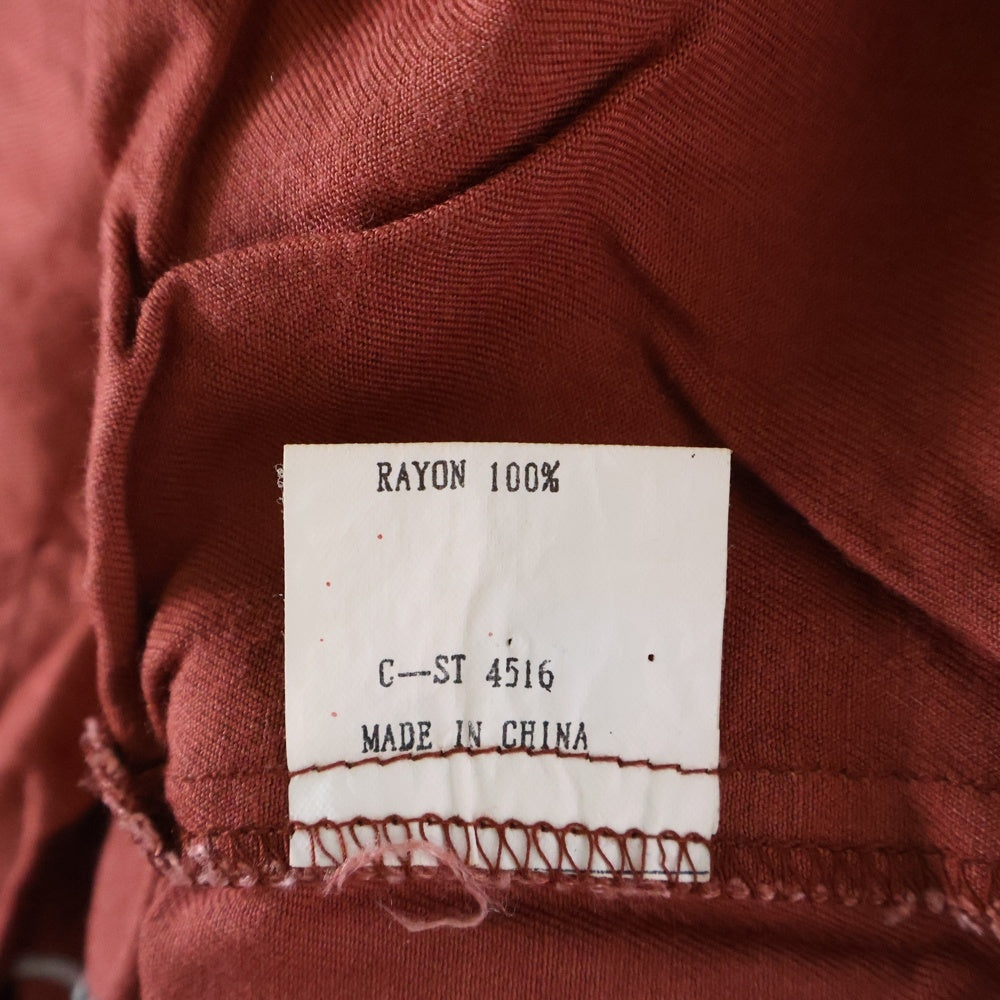 RAYON 100%
C—ST 4516
MADE IN CHINA